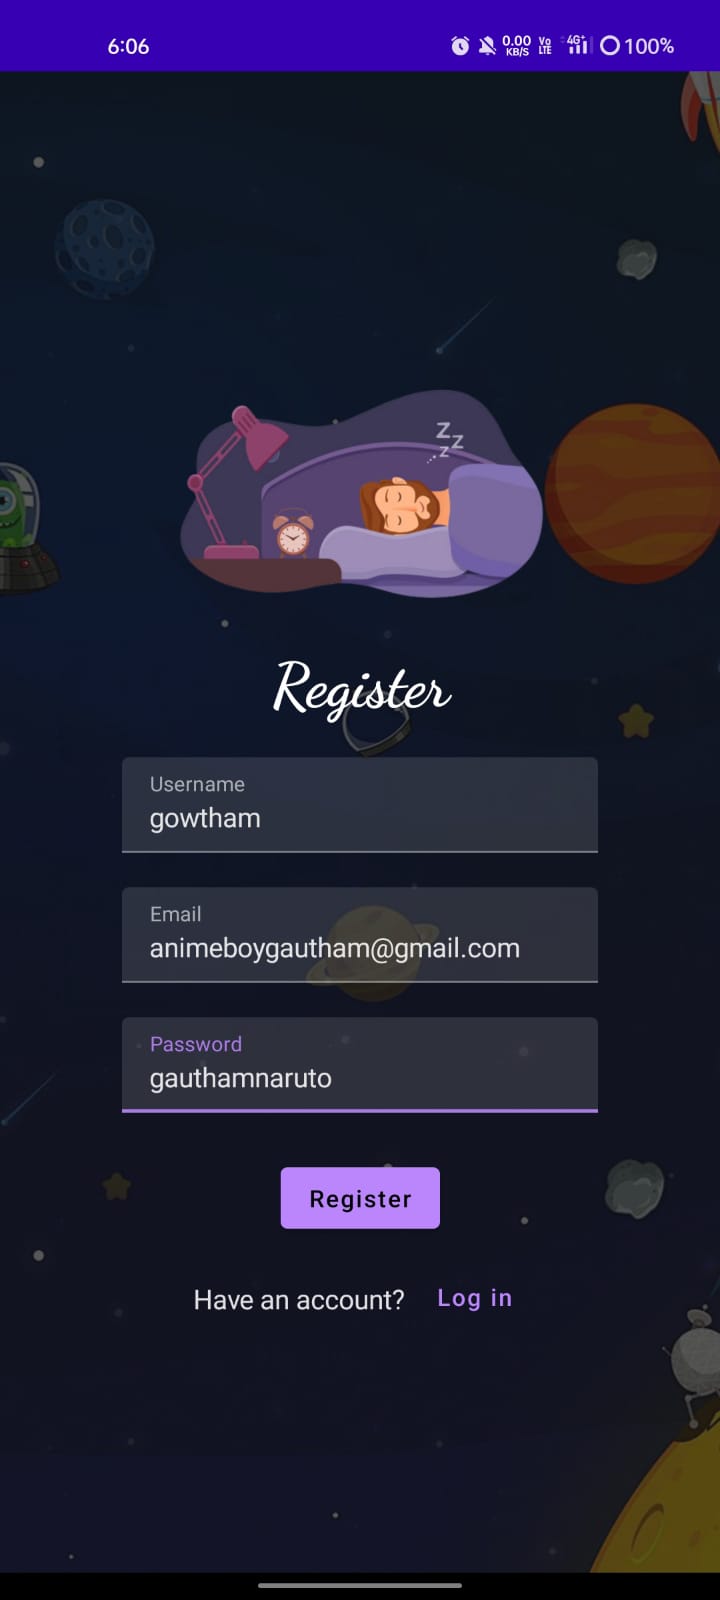 6:06
0.00 KB/S Vo LTE 4G+ 100%
z z z
Register
Username
gowtham
Email
animeboygautham@gmail.com
Password
gauthamnaruto
Register
Have an account? Log in